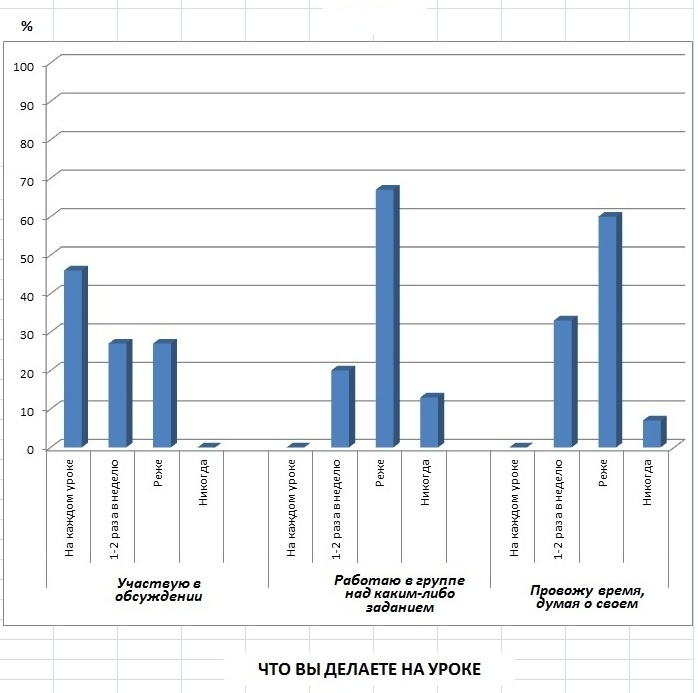 %
100
90
80
70
60
50
40
30
20
10
0
На каждом уроке
1-2 раза в неделю
Реже
Никогда
На каждом уроке
1-2 раза в неделю
Реже
Никогда
На каждом уроке
1-2 раза в неделю
Реже
Никогда
Участвую в
обсуждении
Работаю в группе
над каким-либо
заданием
Провожу время,
думая о своем
ЧТО ВЫ ДЕЛАЕТЕ НА УРОКЕ